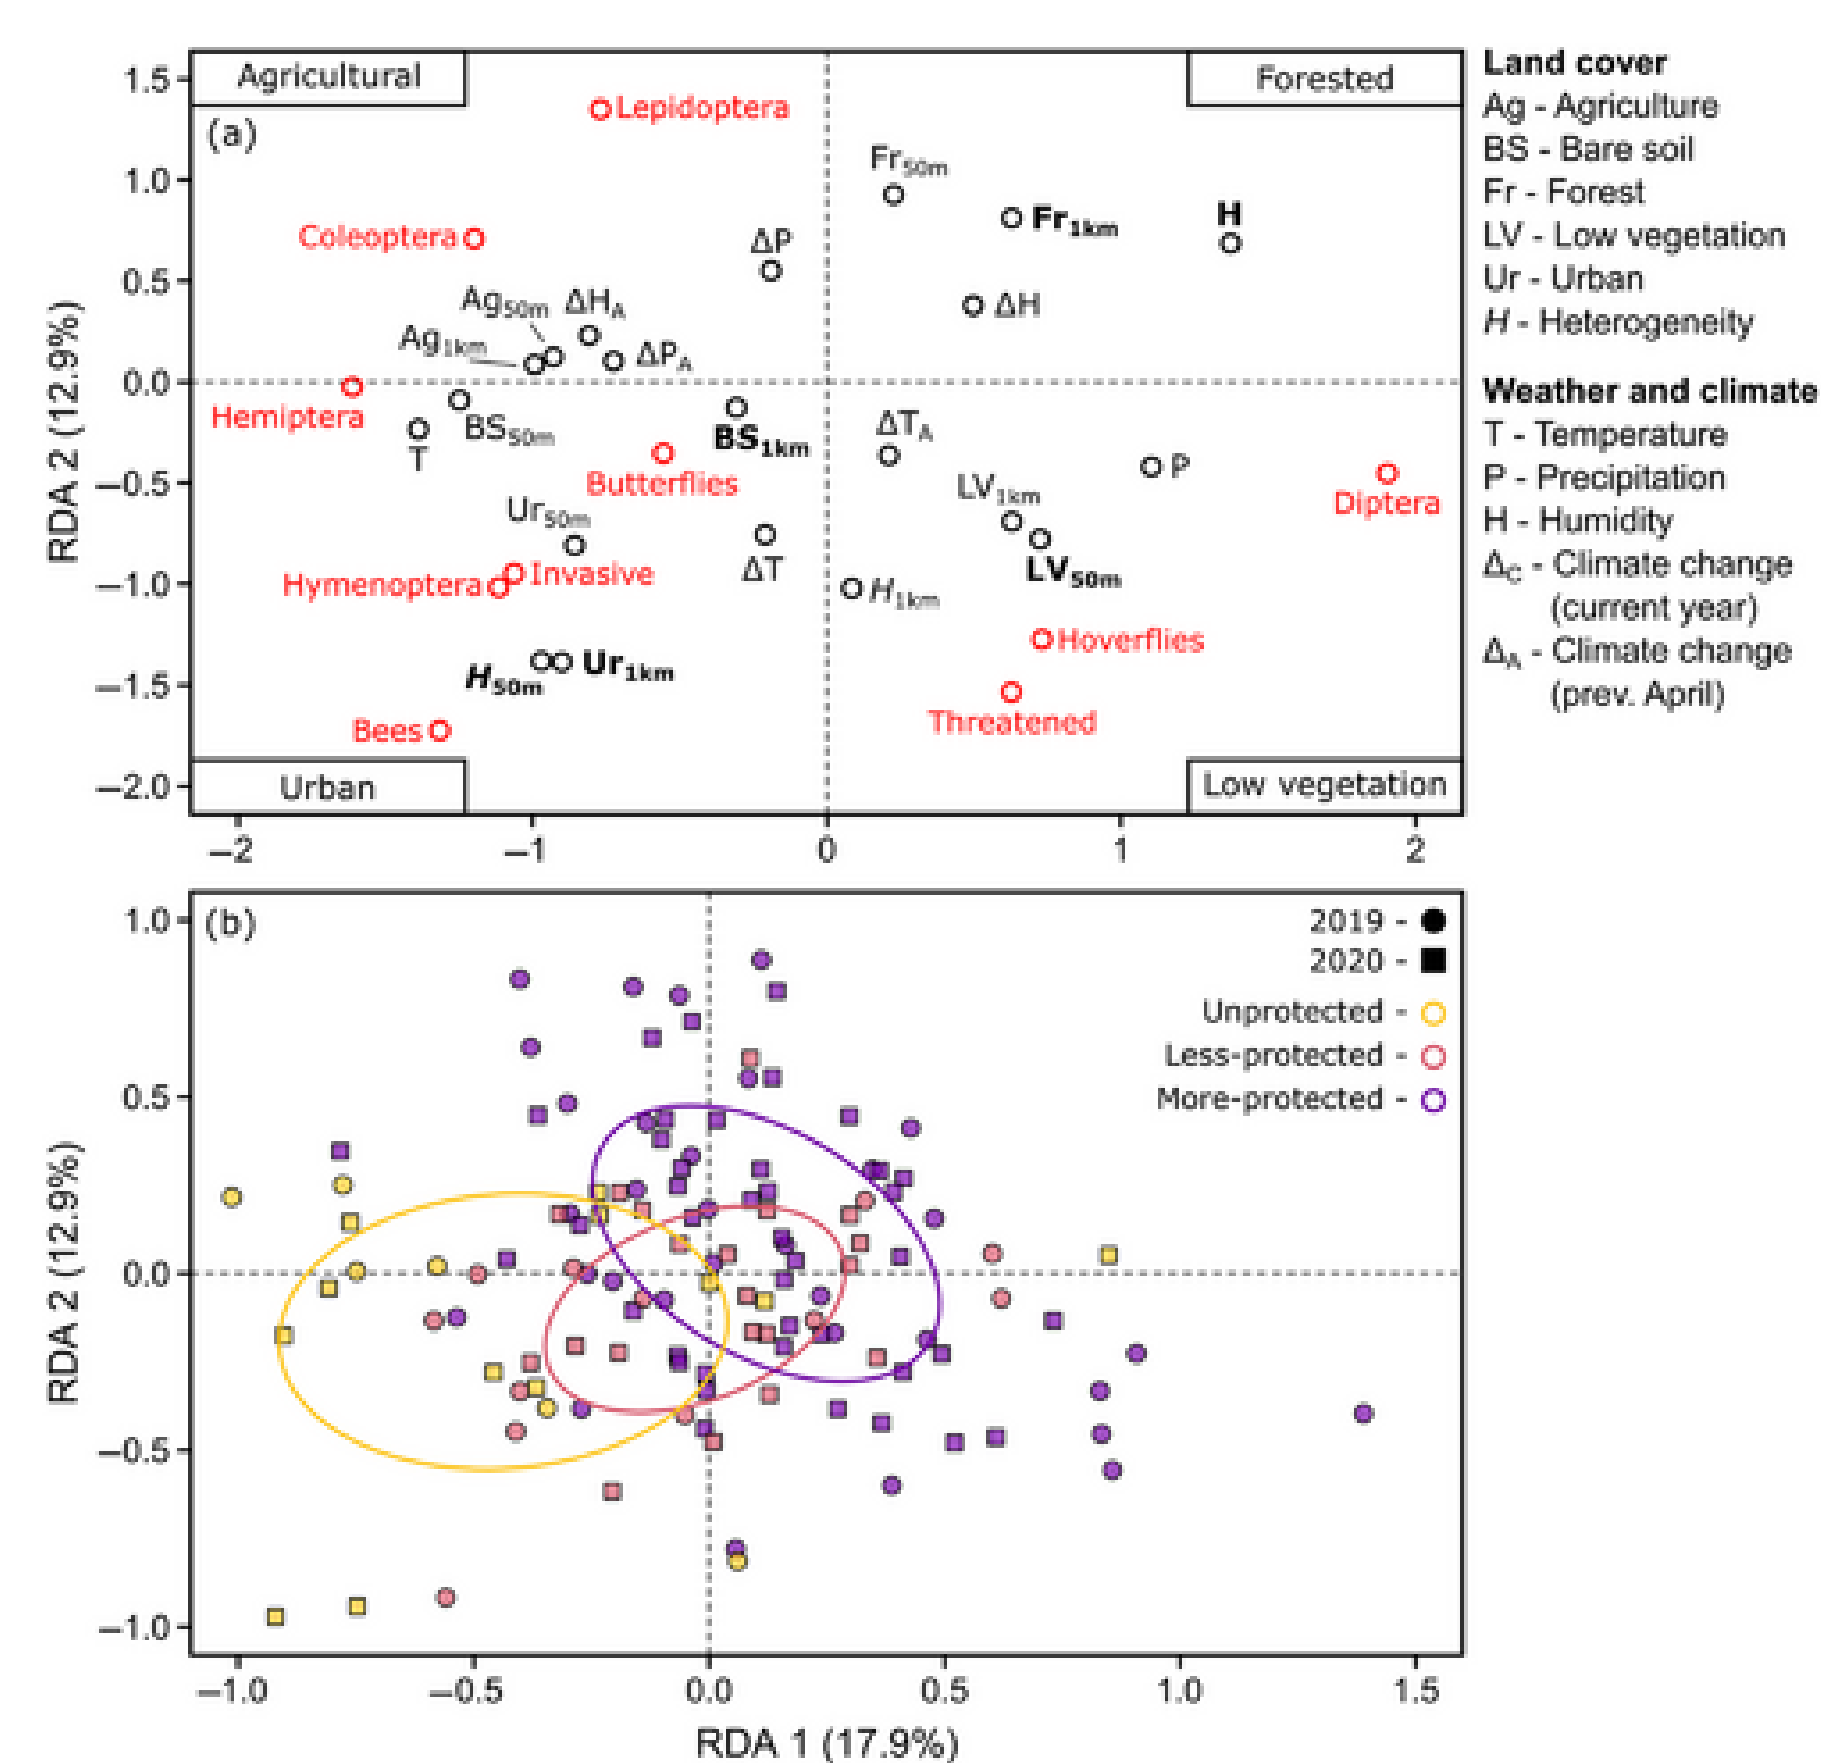 Agricultural
Forested
(a)
Lepidoptera
Fr50m
Fr1km
H
Coleoptera
ΔP
ΔH
Ag50m
ΔHA
Ag1km
ΔPA
Hemiptera
BS50m
T
BS1km
Butterflies
ΔTA
P
LV1km
Diptera
Ur50m
ΔT
LV50m
Hymenoptera
Invasive
H1km
Hoverflies
H50m
Ur1km
Threatened
Bees
Urban
Low vegetation
1.5
1.0
0.5
0.0
−0.5
−1.0
−1.5
−2.0
RDA 2 (12.9%)
−2
−1
0
1
2
Land cover
Ag - Agriculture
BS - Bare soil
Fr - Forest
LV - Low vegetation
Ur - Urban
H - Heterogeneity
Weather and climate
T - Temperature
P - Precipitation
H - Humidity
ΔC - Climate change
(current year)
ΔA - Climate change
(prev. April)
(b)
2019 -
2020 -
Unprotected -
Less-protected -
More-protected -
1.0
0.5
0.0
−0.5
−1.0
RDA 2 (12.9%)
−1.0
−0.5
0.0
0.5
1.0
1.5
RDA 1 (17.9%)